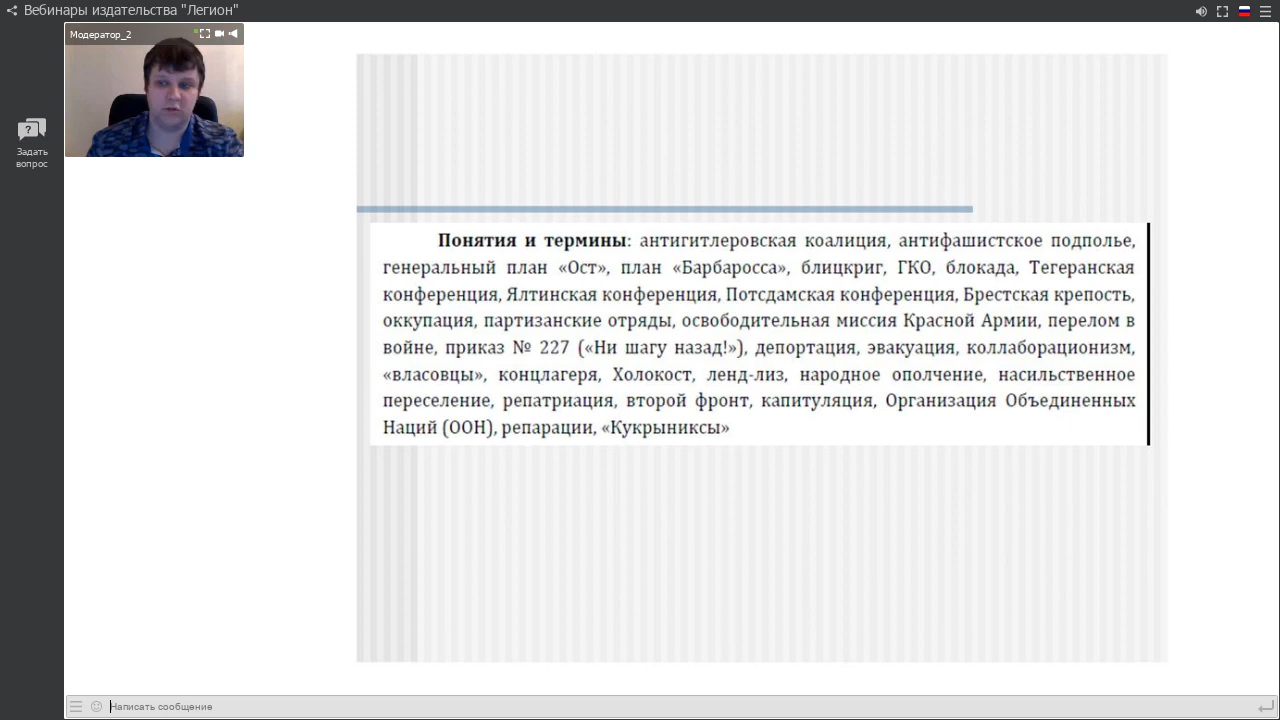 Вебинары издательства "Легион"
Модератор_2
Задать
вопрос
Понятия и термины: антигитлеровская коалиция, антифашистское подполье,
генеральный план «Ост», план «Барбаросса», блицкриг, ГКО, блокада, Тегеранская
конференция, Ялтинская конференция, Потсдамская конференция, Брестская крепость,
оккупация, партизанские отряды, освободительная миссия Красной Армии, перелом в
войне, приказ № 227 («Ни шагу назад!»), депортация, эвакуация, коллаборационизм,
«власовцы», концлагеря, Холокост, ленд-лиз, народное ополчение, насильственное
переселение, репатриация, второй фронт, капитуляция, Организация Объединенных
Наций (ООН), репарации, «Кукрыниксы»
Написать сообщение